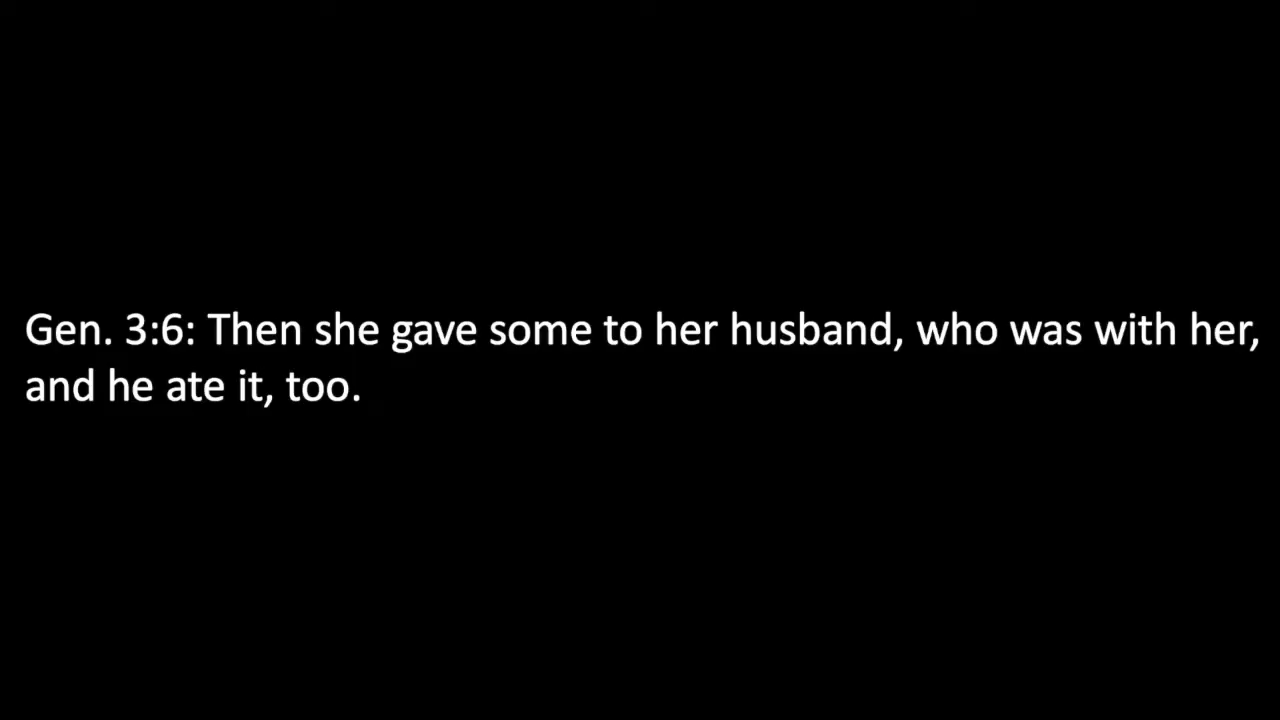 Gen. 3:6: Then she gave some to her husband, who was with her,
and he ate it, too.